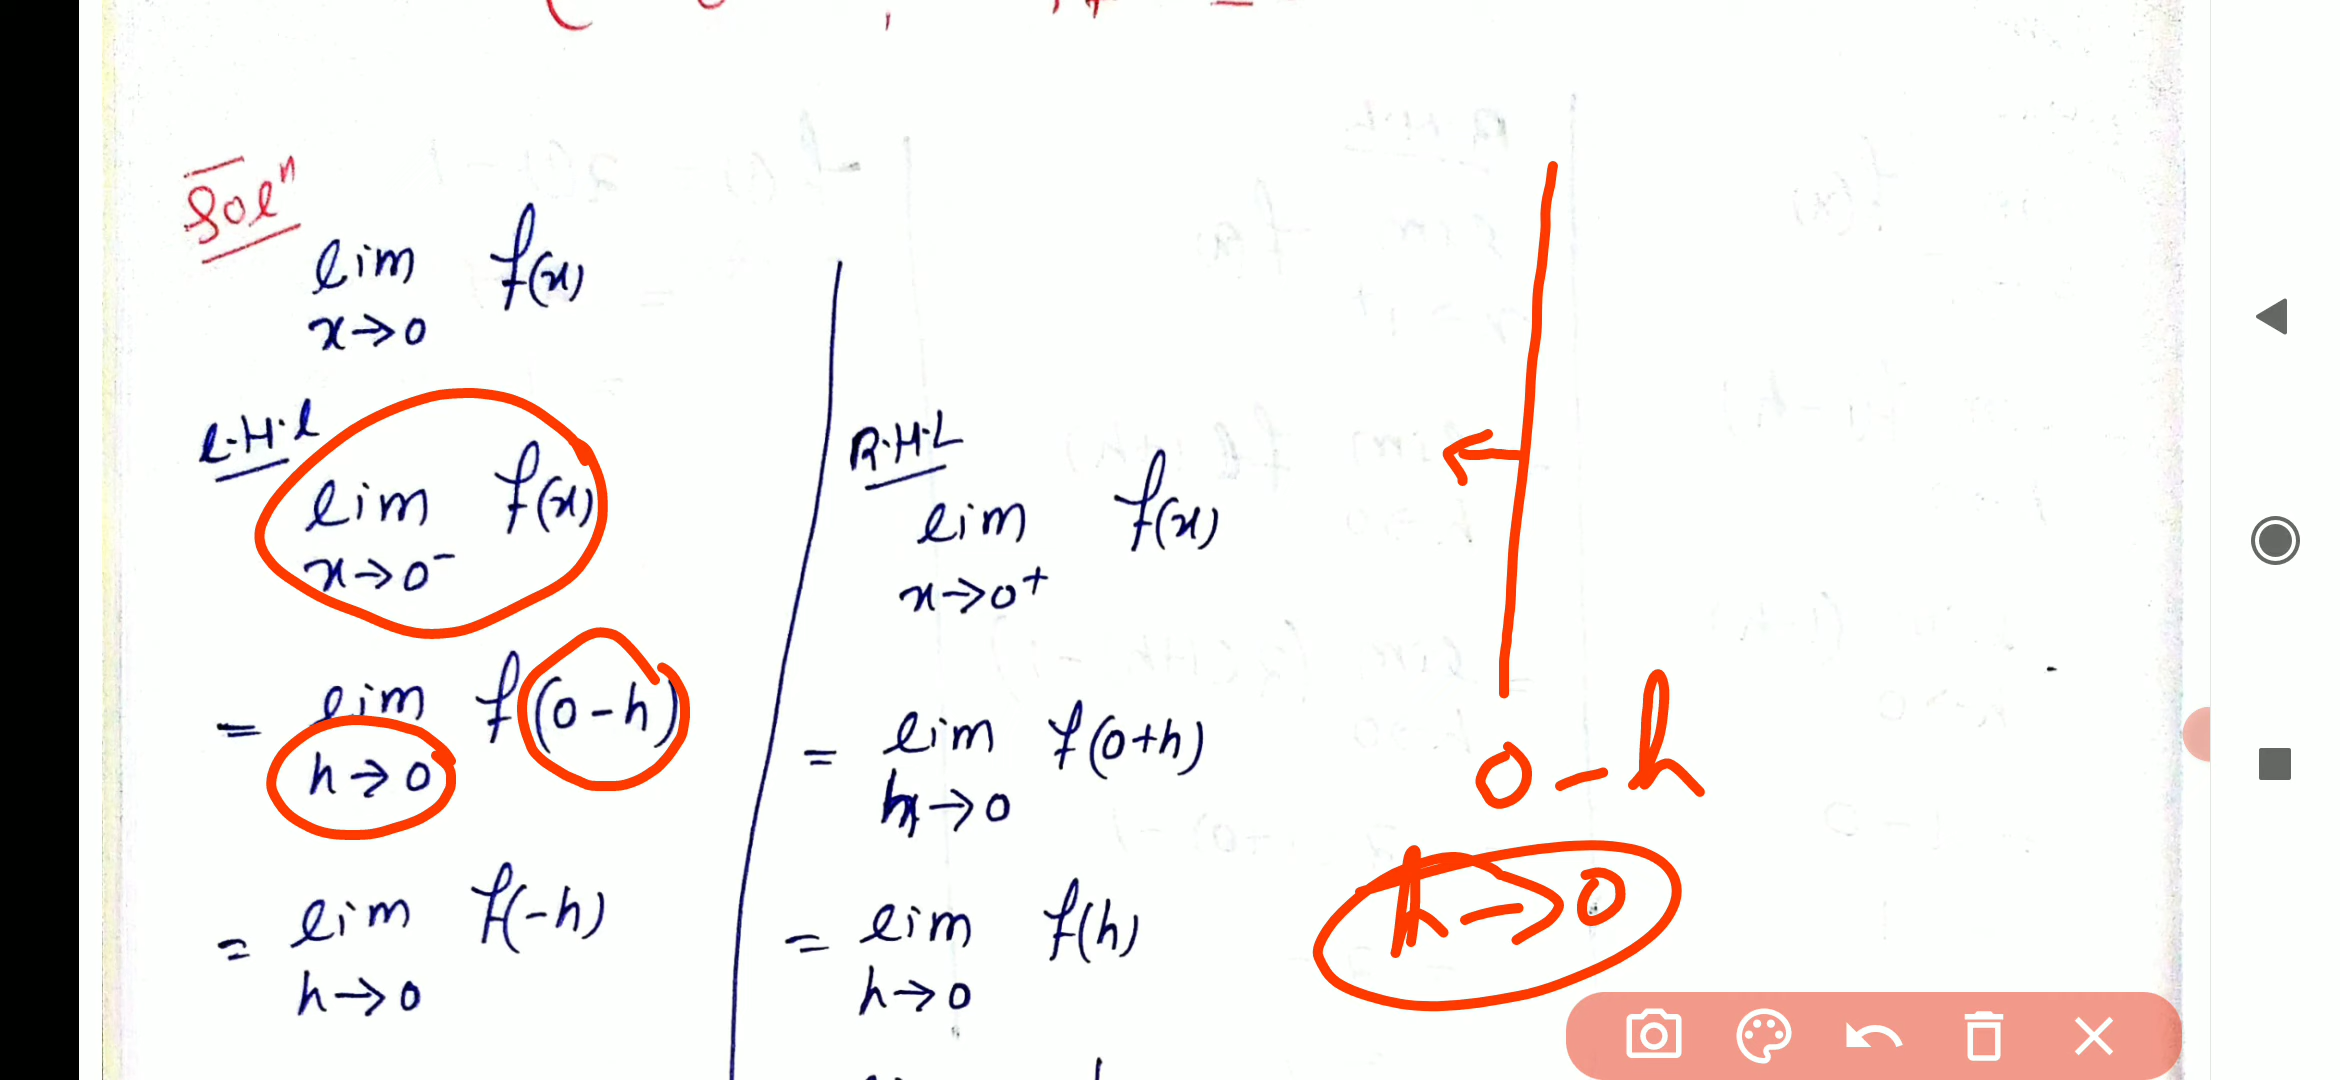 Solⁿ
lim f(x)
x→0
L.H.L
lim f(x)
x→0⁻
= lim f(0-h)
h→0
= lim f(-h)
h→0
R.H.L
lim f(x)
x→0⁺
= lim f(0+h)
h→0
= lim f(h)
h→0
0-h
h→0